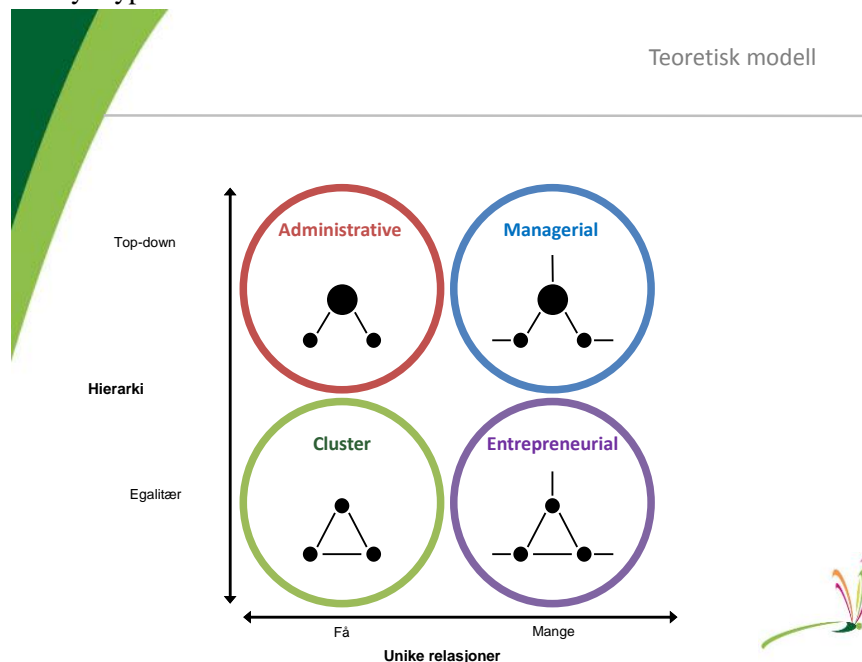 Teoretisk modell
Top-down
Administrative
Managerial
Hierarki
Cluster
Entrepreneurial
Egalitær
Få
Mange
Unike relasjoner